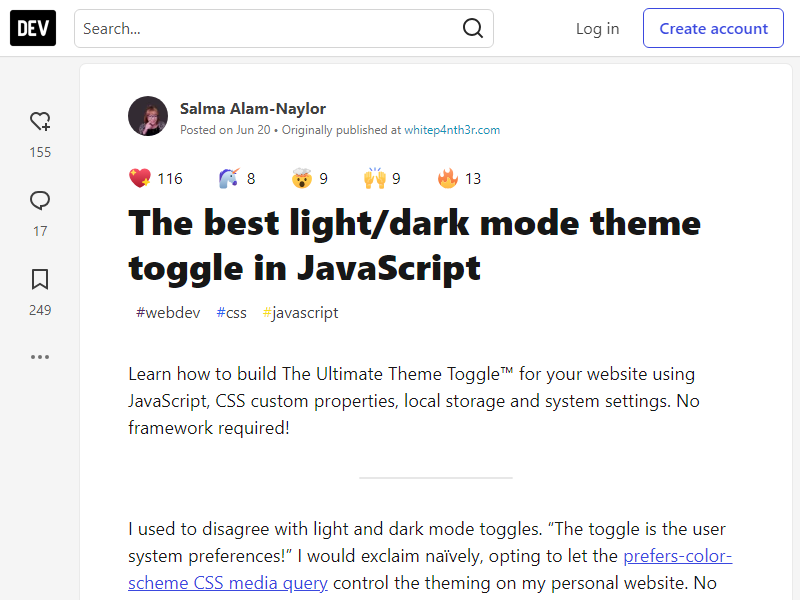 DEV
Search...
Log in
Create account
Salma Alam-Naylor
Posted on Jun 20 • Originally published at whitep4nth3r.com
155
116
8
9
9
13
The best light/dark mode theme
toggle in JavaScript
17
249
#webdev #css #javascript
Learn how to build The Ultimate Theme Toggle™ for your website using
JavaScript, CSS custom properties, local storage and system settings. No
framework required!
I used to disagree with light and dark mode toggles. “The toggle is the user
system preferences!” I would exclaim naïvely, opting to let the prefers-color-
scheme CSS media query control the theming on my personal website. No